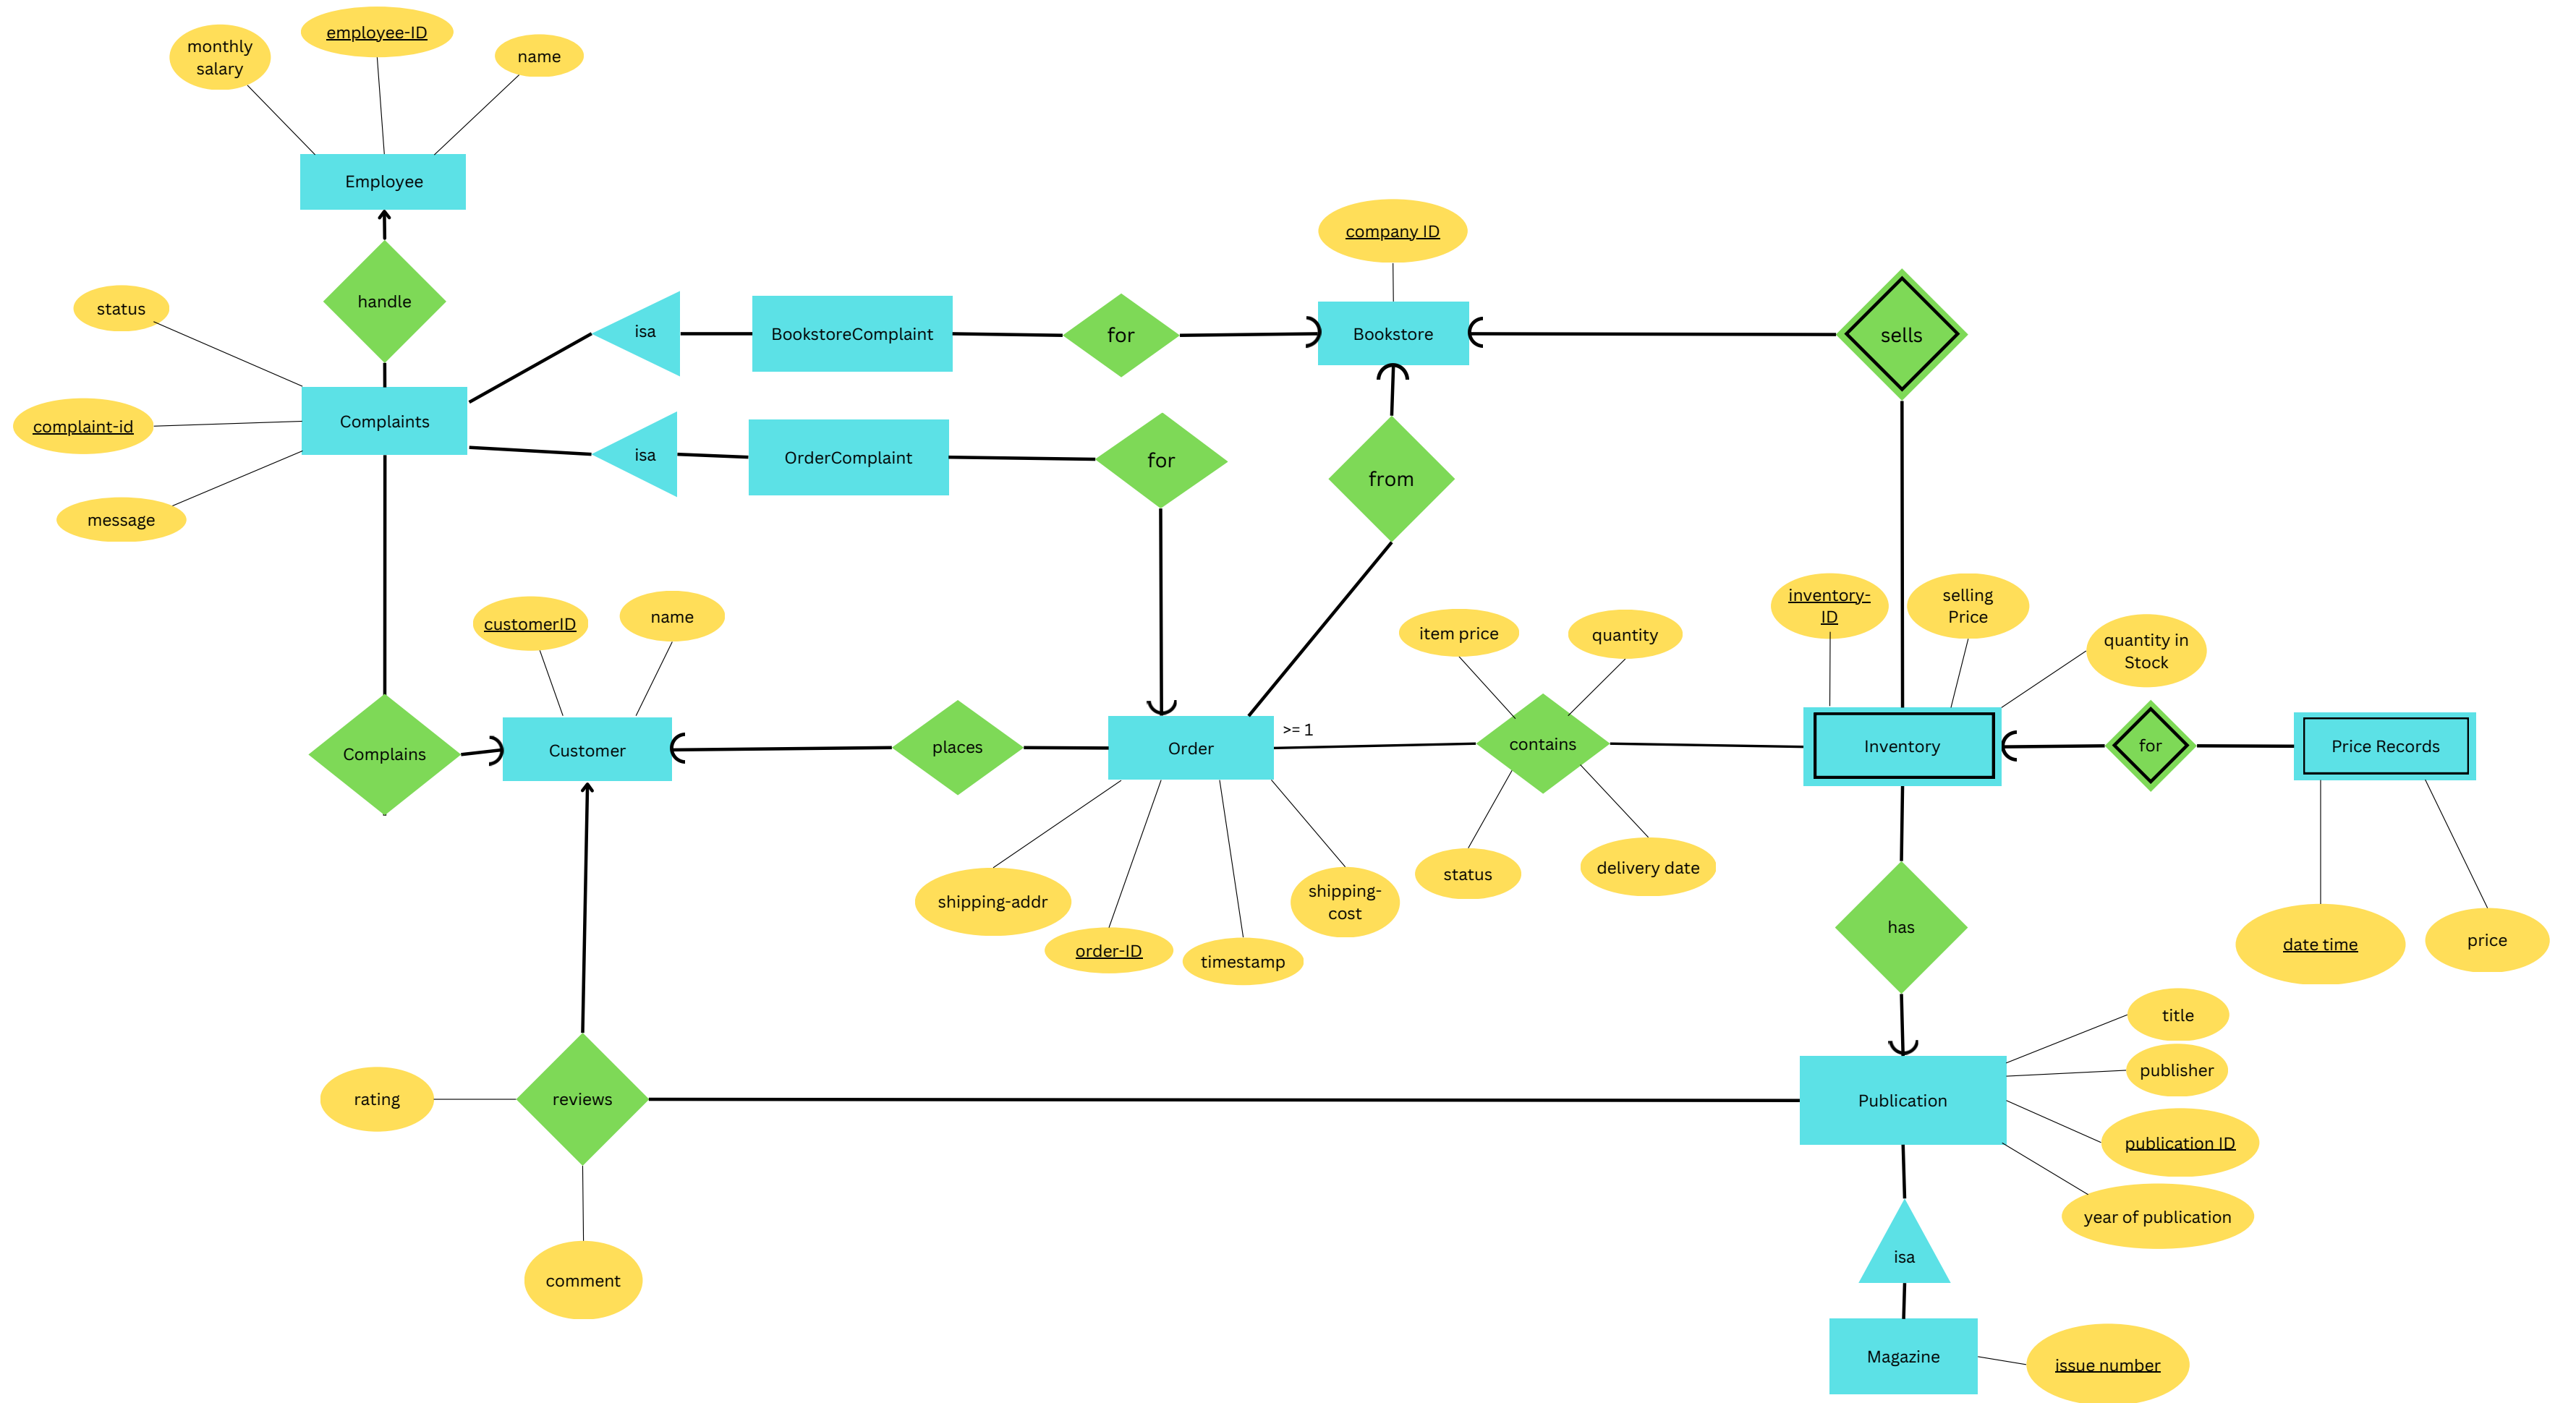 employee-ID
monthly
salary
name
Employee
company ID
handle
status
isa
BookstoreComplaint
for
Bookstore
sells
Complaints
complaint-id
isa
OrderComplaint
for
from
message
inventory-
ID
selling
Price
customerID
name
item price
quantity
quantity in
Stock
>= 1
Complains
Customer
places
Order
contains
Inventory
for
Price Records
status
delivery date
shipping-addr
shipping-
cost
order-ID
timestamp
has
date time
price
title
publisher
rating
reviews
Publication
publication ID
year of publication
isa
comment
Magazine
issue number